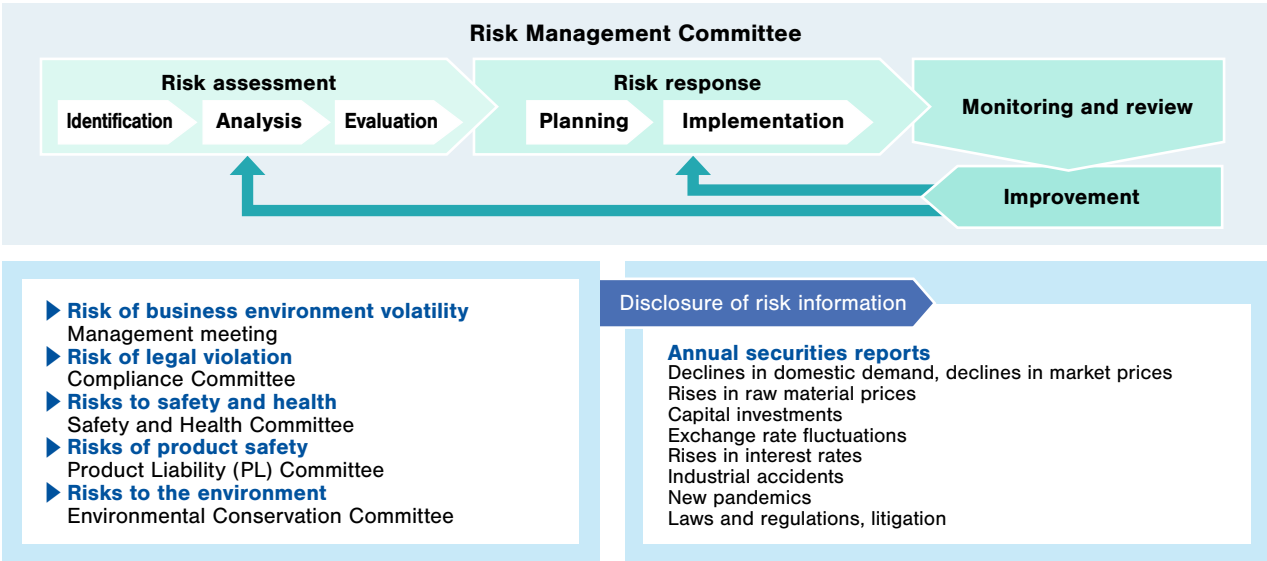 Risk Management Committee
Risk assessment
Identification
Analysis
Evaluation
Risk response
Planning
Implementation
Monitoring and review
Improvement
Risk of business environment volatility
Management meeting
Risk of legal violation
Compliance Committee
Risks to safety and health
Safety and Health Committee
Risks of product safety
Product Liability (PL) Committee
Risks to the environment
Environmental Conservation Committee
Disclosure of risk information
Annual securities reports
Declines in domestic demand, declines in market prices
Rises in raw material prices
Capital investments
Exchange rate fluctuations
Rises in interest rates
Industrial accidents
New pandemics
Laws and regulations, litigation